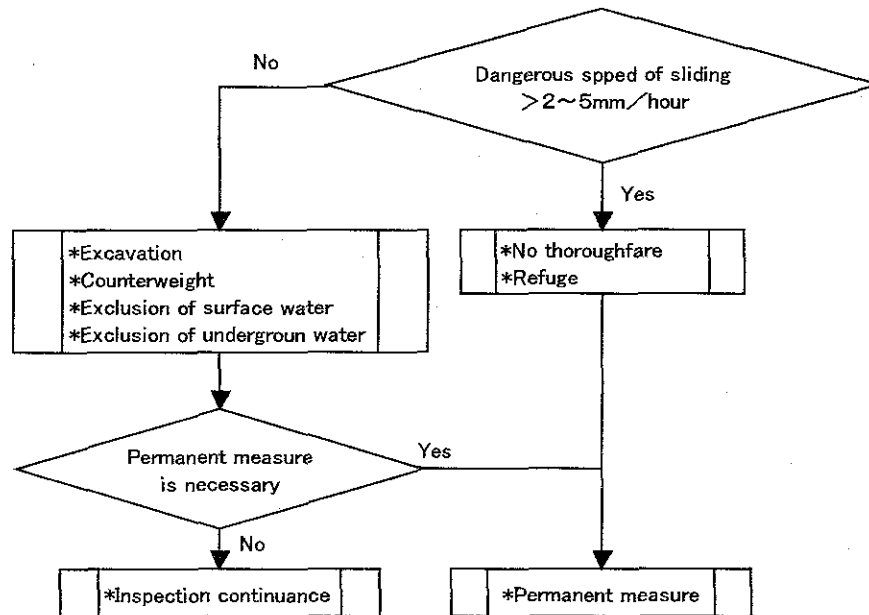 No
Dangerous spped of sliding
>2~5mm/hour
Yes
*Excavation
*Counterweight
*Exclusion of surface water
*Exclusion of undergroun water
*No thoroughfare
*Refuge
Permanent measure
is necessary
Yes
No
*Inspection continuance
*Permanent measure